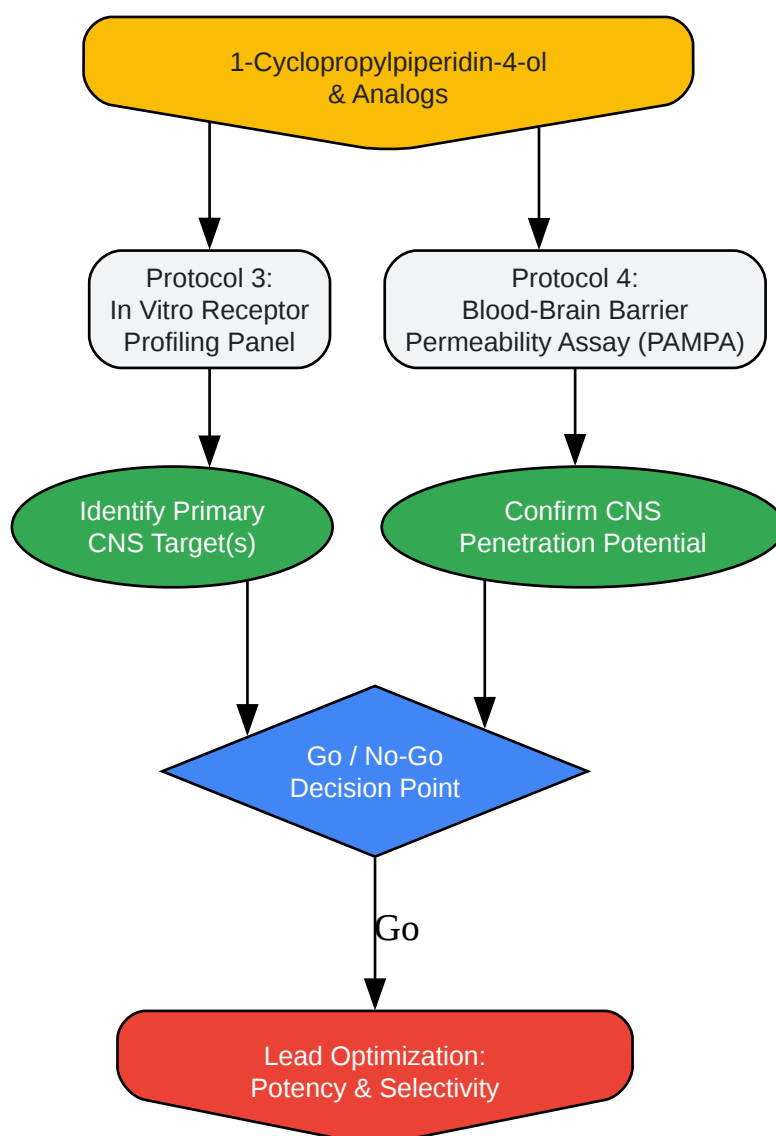 1-Cyclopropylpiperidin-4-ol
& Analogs
Protocol 3:
In Vitro Receptor
Profiling Panel
Protocol 4:
Blood-Brain Barrier
Permeability Assay (PAMPA)
Identify Primary
CNS Target(s)
Confirm CNS
Penetration Potential
Go / No-Go
Decision Point
Go
Lead Optimization:
Potency & Selectivity